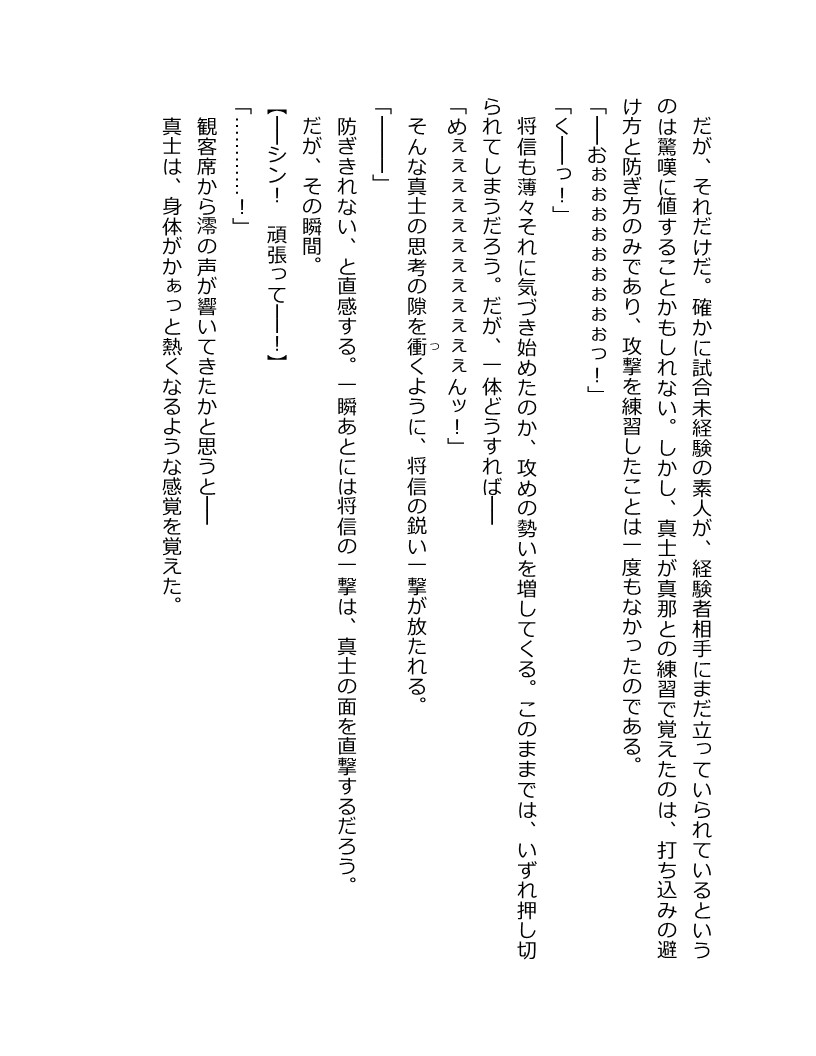 だが、それだけだ。確かに試合未経験の素人が、経験者相手にまだ立っていられているという
のは驚嘆に値することかもしれない。しかし、真士が真那との練習で覚えたのは、打ち込みの避
け方と防ぎ方のみであり、攻撃を練習したことは一度もなかったのである。
「――おぉぉぉぉぉぉぉぉぉっ！」
「く――っ！」
将信も薄々それに気づき始めたのか、攻めの勢いを増してくる。このままでは、いずれ押し切
られてしまうだろう。だが、一体どうすれば――
「めぇぇぇぇぇぇぇぇぇぇぇぇんッ！」
そんな真士の思考の隙を衝くように、将信の鋭い一撃が放たれる。
「―――」
防ぎきれない、と直感する。一瞬あとには将信の一撃は、真士の面を直撃するだろう。
だが、その瞬間。
【――シン！　頑張って――！】
「…………！」
観客席から澪の声が響いてきたかと思うと――
真士は、身体がかぁっと熱くなるような感覚を覚えた。